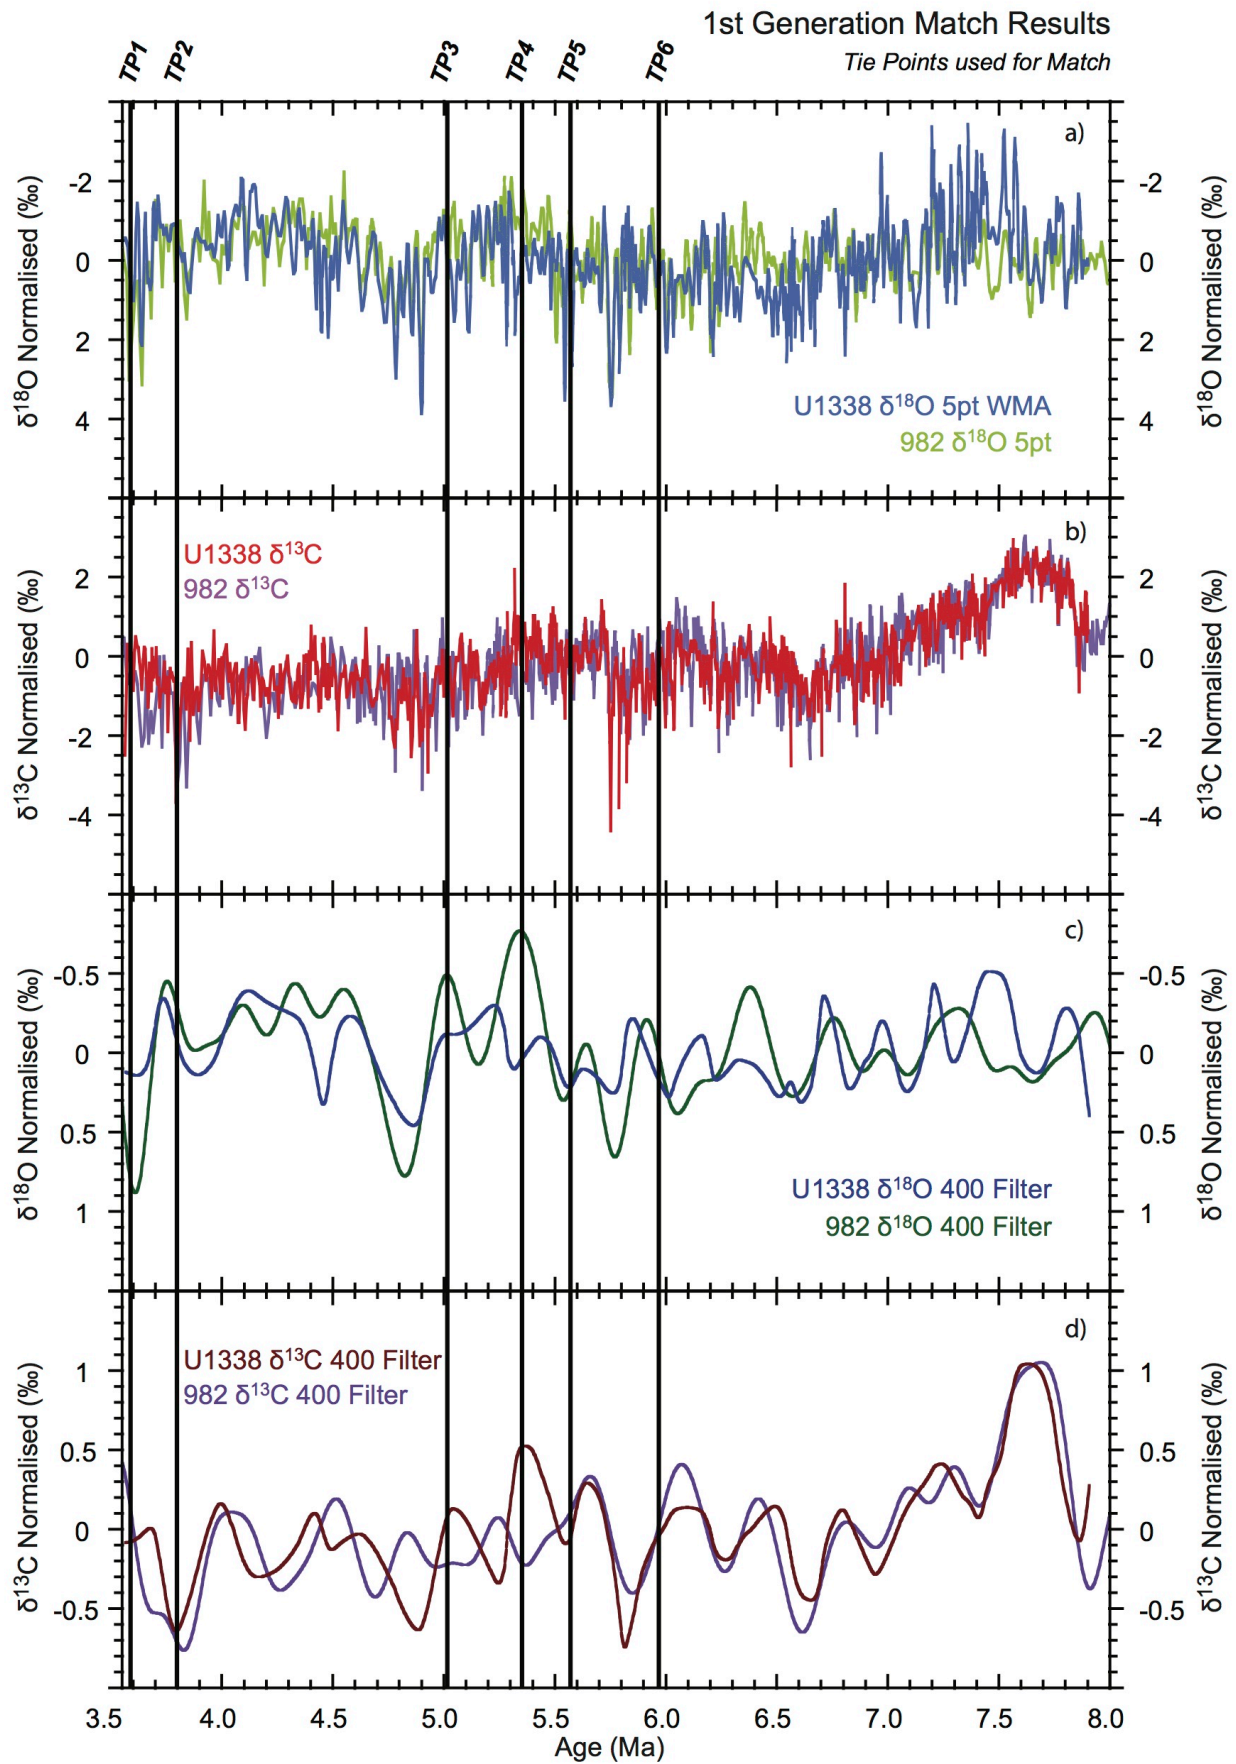 1st Generation Match Results
Tie Points used for Match
TP1 TP2 TP3 TP4 TP5 TP6
a)
δ18O Normalised (‰)
-2
0
2
4
-2
0
2
4
δ18O Normalised (‰)
U1338 δ18O 5pt WMA
982 δ18O 5pt
b)
U1338 δ13C
982 δ13C
δ13C Normalised (‰)
2
0
-2
-4
2
0
-2
-4
δ13C Normalised (‰)
c)
δ18O Normalised (‰)
-0.5
0
0.5
1
-0.5
0
0.5
1
δ18O Normalised (‰)
U1338 δ18O 400 Filter
982 δ18O 400 Filter
d)
U1338 δ13C 400 Filter
982 δ13C 400 Filter
δ13C Normalised (‰)
1
0.5
0
-0.5
1
0.5
0
-0.5
δ13C Normalised (‰)
3.5 4.0 4.5 5.0 5.5 6.0 6.5 7.0 7.5 8.0
Age (Ma)